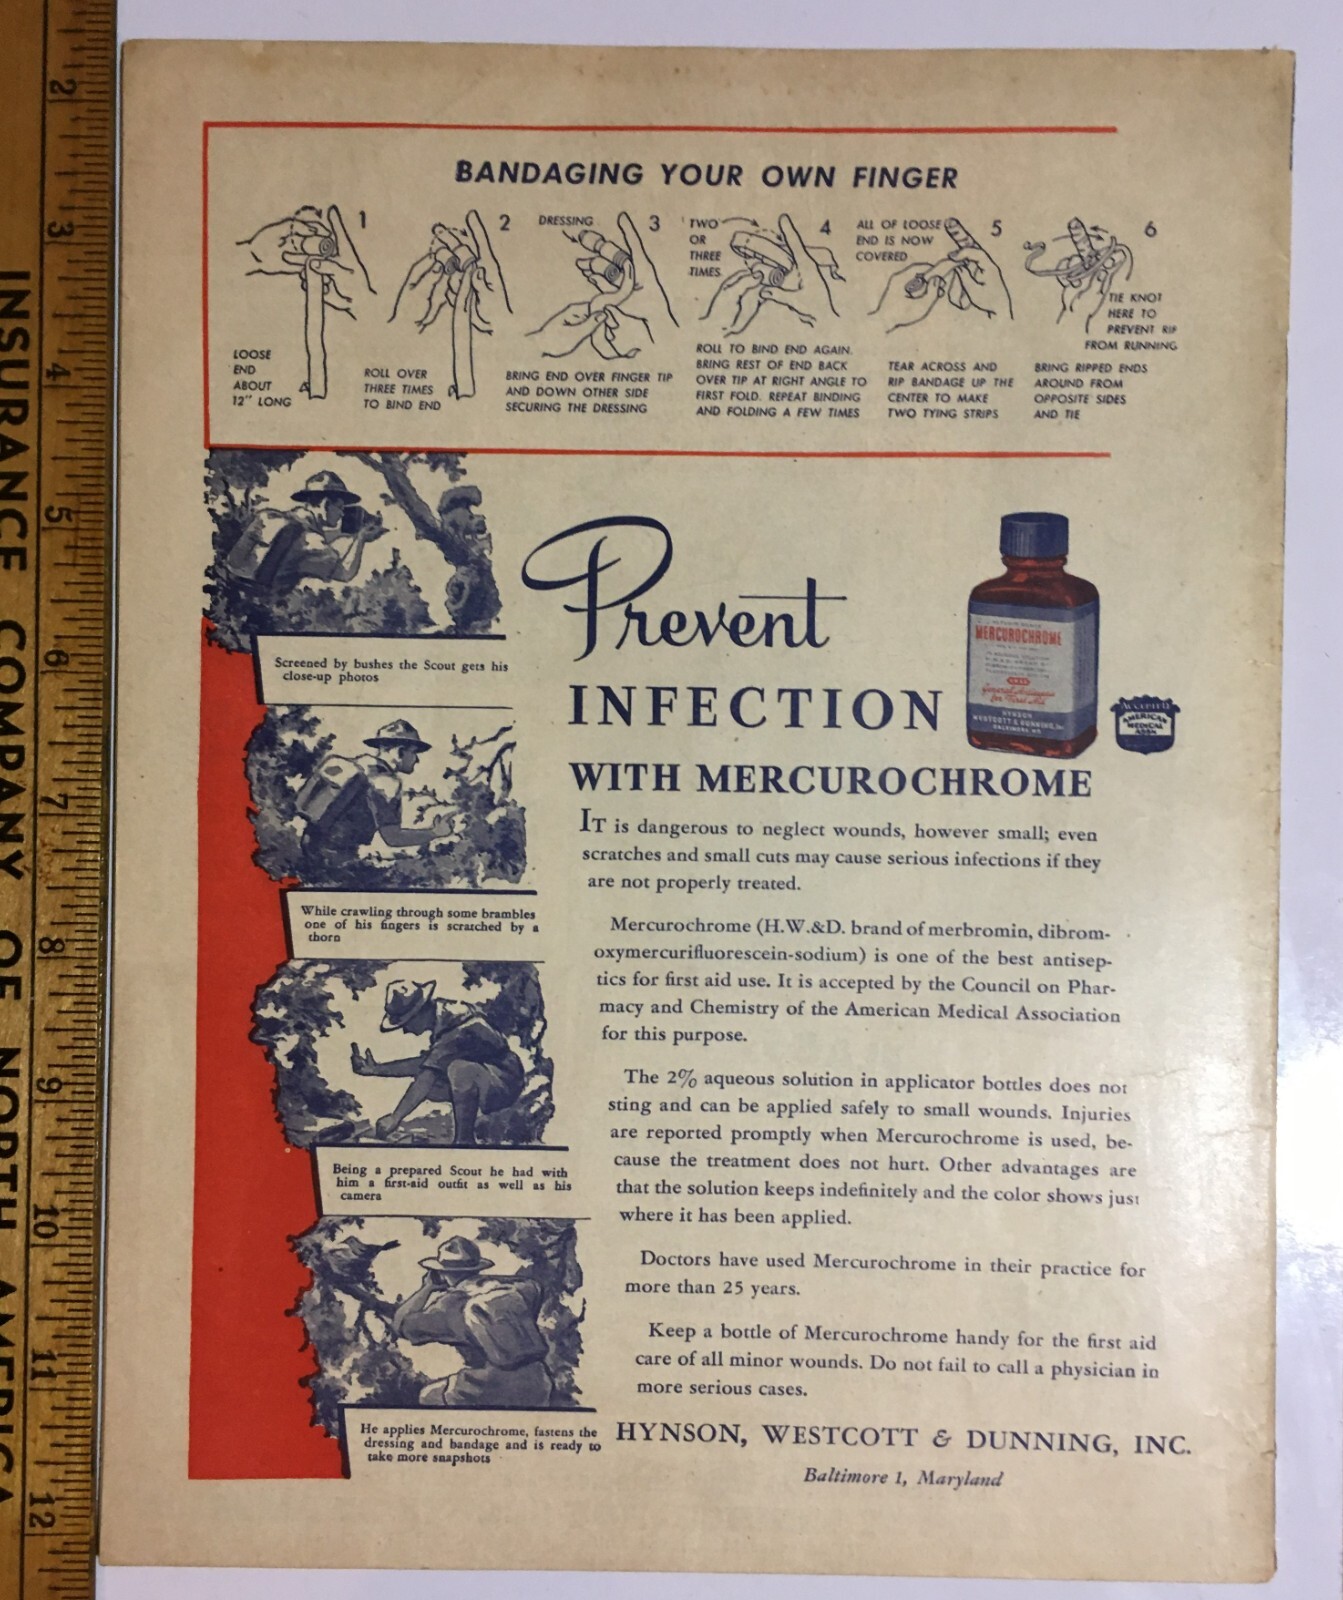 BANDAGING YOUR OWN FINGER
1
LOOSE
END
ABOUT
12" LONG
2
ROLL OVER
THREE TIMES
TO BIND END
DRESSING
3
BRING END OVER FINGER TIP
AND DOWN OTHER SIDE
SECURING THE DRESSING
TWO
OR
THREE
TIMES
4
ROLL TO BIND END AGAIN.
BRING REST OF END BACK
OVER TIP AT RIGHT ANGLE TO
FIRST FOLD. REPEAT BINDING
AND FOLDING A FEW TIMES
ALL OF LOOSE
END IS NOW
COVERED
5
TEAR ACROSS AND
RIP BANDAGE UP THE
CENTER TO MAKE
TWO TYING STRIPS
6
TIE KNOT
HERE TO
PREVENT RIP
FROM RUNNING
BRING RIPPED ENDS
AROUND FROM
OPPOSITE SIDES
AND TIE
Screened by bushes the Scout gets his
close-up photos
While crawling through some brambles
one of his fingers is scratched by a
thorn
Being a prepared Scout he had with
him a first-aid outfit as well as his
camera
He applies Mercurochrome, fastens the
dressing and bandage and is ready to
take more snapshots
Prevent
INFECTION
WITH MERCUROCHROME
MERCUROCHROME
H.W.&D.
General Antiseptic
for First Aid
HYNSON
WESTCOTT & DUNNING, Inc.
BALTIMORE, MD.
ACCEPTED
AMERICAN
MEDICAL
ASSN
IT is dangerous to neglect wounds, however small; even
scratches and small cuts may cause serious infections if they
are not properly treated.
Mercurochrome (H.W.&D. brand of merbromin, dibrom-
oxymercurifluorescein-sodium) is one of the best antisep-
tics for first aid use. It is accepted by the Council on Phar-
macy and Chemistry of the American Medical Association
for this purpose.
The 2% aqueous solution in applicator bottles does not
sting and can be applied safely to small wounds. Injuries
are reported promptly when Mercurochrome is used, be-
cause the treatment does not hurt. Other advantages are
that the solution keeps indefinitely and the color shows just
where it has been applied.
Doctors have used Mercurochrome in their practice for
more than 25 years.
Keep a bottle of Mercurochrome handy for the first aid
care of all minor wounds. Do not fail to call a physician in
more serious cases.
HYNSON, WESTCOTT & DUNNING, INC.
Baltimore 1, Maryland
INSURANCE COMPANY OF NORTH AMERICA
2
3
4
5
6
7
8
9
10
11
12